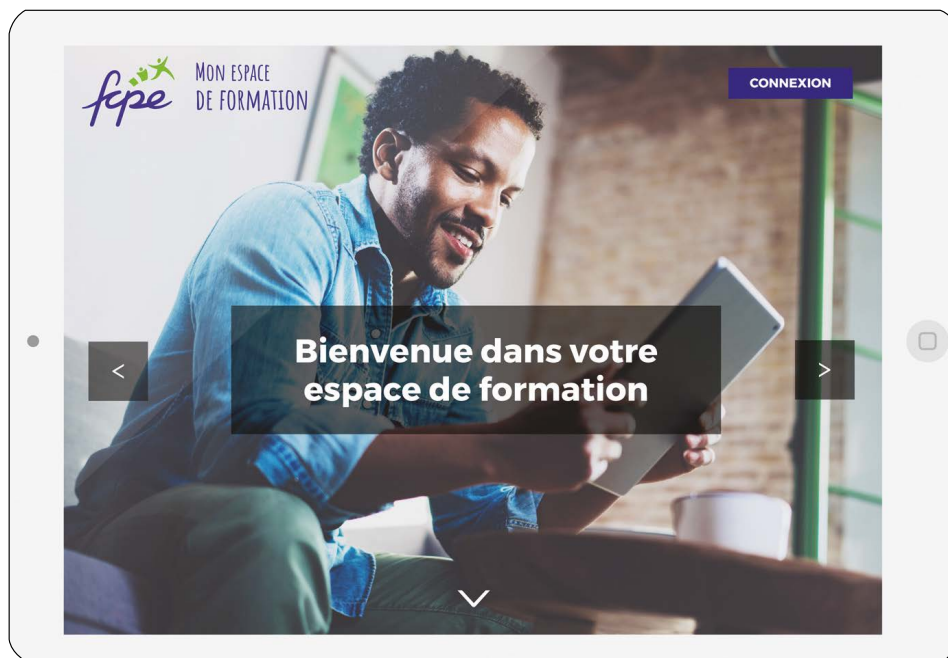 fcpe
MON ESPACE
DE FORMATION
CONNEXION
Bienvenue dans votre
espace de formation
<
>